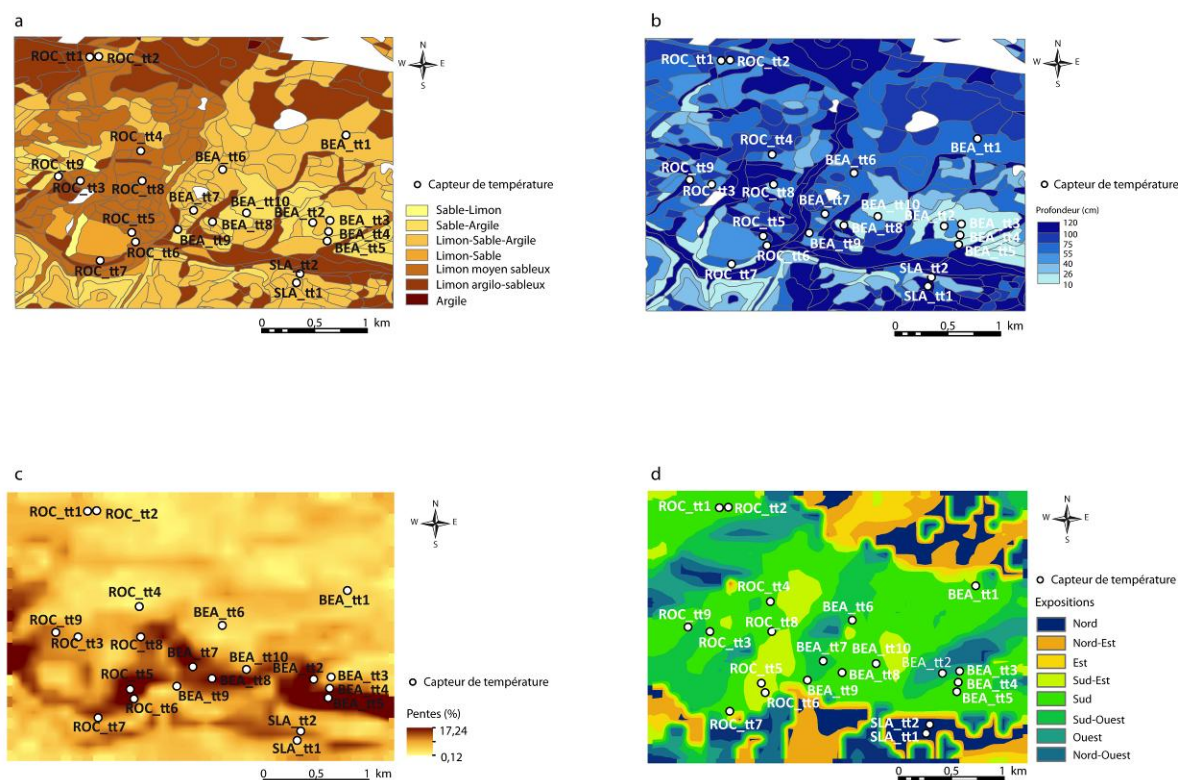 a
N
W E
S
ROC_tt1 ROC_tt2
ROC_tt4
BEA_tt1
BEA_tt6
ROC_tt9
ROC_tt3
ROC_tt8
BEA_tt7
BEA_tt10
BEA_tt2
BEA_tt3
ROC_tt5
BEA_tt8
BEA_tt4
BEA_tt9
BEA_tt5
ROC_tt6
ROC_tt7
SLA_tt2
SLA_tt1
Capteur de température
Sable-Limon
Sable-Argile
Limon-Sable-Argile
Limon-Sable
Limon moyen sableux
Limon argilo-sableux
Argile
0 0,5 1 km
b
N
W E
S
ROC_tt1 ROC_tt2
ROC_tt4
BEA_tt1
BEA_tt6
ROC_tt9
ROC_tt3
ROC_tt8
BEA_tt7
BEA_tt10
BEA_tt2
BEA_tt3
ROC_tt5
BEA_tt8
BEA_tt4
BEA_tt9
BEA_tt5
ROC_tt6
ROC_tt7
SLA_tt2
SLA_tt1
Capteur de température
Profondeur (cm)
120
100
75
55
40
26
10
0 0,5 1 km
c
N
W E
S
ROC_tt1 ROC_tt2
ROC_tt4
BEA_tt1
BEA_tt6
ROC_tt9
ROC_tt3
ROC_tt8
BEA_tt7
BEA_tt10
BEA_tt2
BEA_tt3
ROC_tt5
BEA_tt8
BEA_tt4
BEA_tt9
BEA_tt5
ROC_tt6
ROC_tt7
SLA_tt2
SLA_tt1
Capteur de température
Pentes (%)
17,24
0,12
0 0,5 1 km
d
N
W E
S
ROC_tt1 ROC_tt2
ROC_tt4
BEA_tt1
BEA_tt6
ROC_tt9
ROC_tt3
ROC_tt8
BEA_tt7
BEA_tt10
BEA_tt2
BEA_tt3
ROC_tt5
BEA_tt8
BEA_tt4
BEA_tt9
BEA_tt5
ROC_tt6
ROC_tt7
SLA_tt2
SLA_tt1
Capteur de température
Expositions
Nord
Nord-Est
Est
Sud-Est
Sud
Sud-Ouest
Ouest
Nord-Ouest
0 0,5 1 km